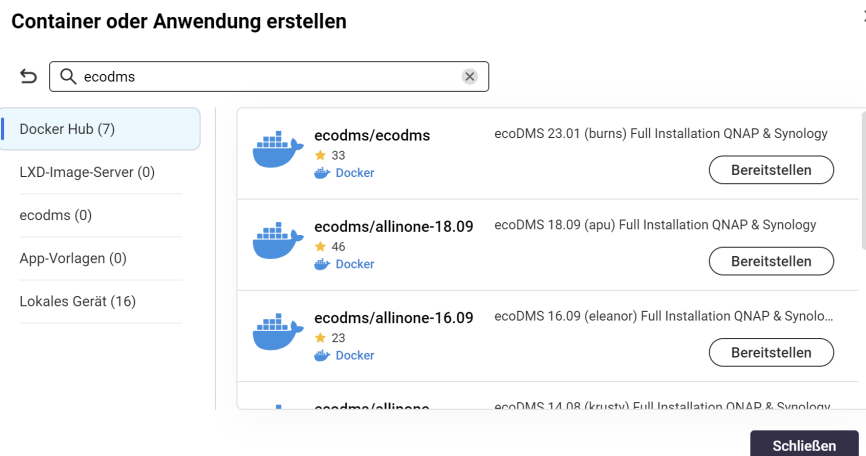 Container oder Anwendung erstellen
ecodms
Docker Hub (7)
LXD-Image-Server (0)
ecodms (0)
App-Vorlagen (0)
Lokales Gerät (16)
ecodms/ecodms
33
Docker
ecoDMS 23.01 (burns) Full Installation QNAP & Synology
Bereitstellen
ecodms/allinone-18.09
46
Docker
ecoDMS 18.09 (apu) Full Installation QNAP & Synology
Bereitstellen
ecodms/allinone-16.09
23
Docker
ecoDMS 16.09 (eleanor) Full Installation QNAP & Synolo...
Bereitstellen
ecodms/allinone
ecoDMS 14.08 (krusty) Full Installation QNAP & Synology
Schließen